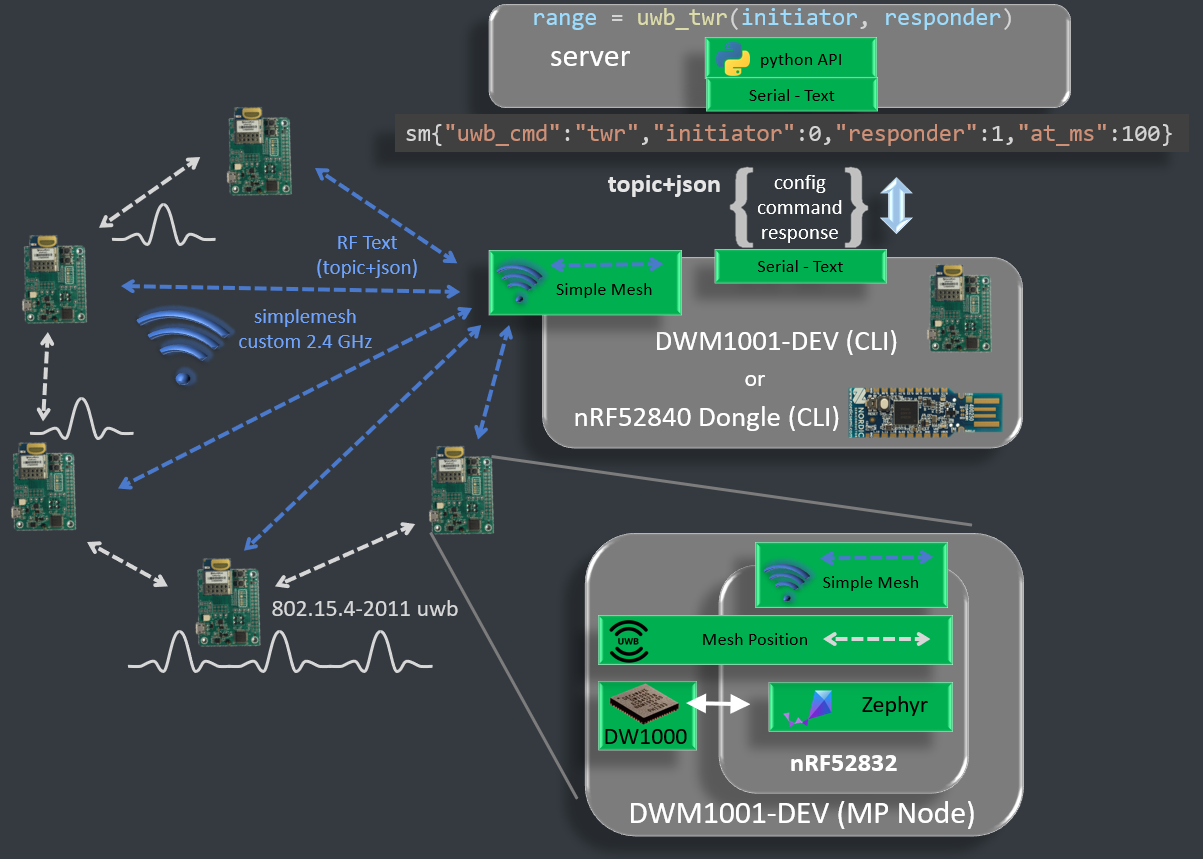 range = uwb_twr(initiator, responder)
server
python API
Serial - Text
sm{"uwb_cmd":"twr","initiator":0,"responder":1,"at_ms":100}
topic+json
config
command
response
RF Text
(topic+json)
Simple Mesh
Serial - Text
simplemesh
custom 2.4 GHz
DWM1001-DEV (CLI)
or
nRF52840 Dongle (CLI)
NORDIC
802.15.4-2011 uwb
Simple Mesh
UWB
Mesh Position
DW1000
Zephyr
nRF52832
DWM1001-DEV (MP Node)